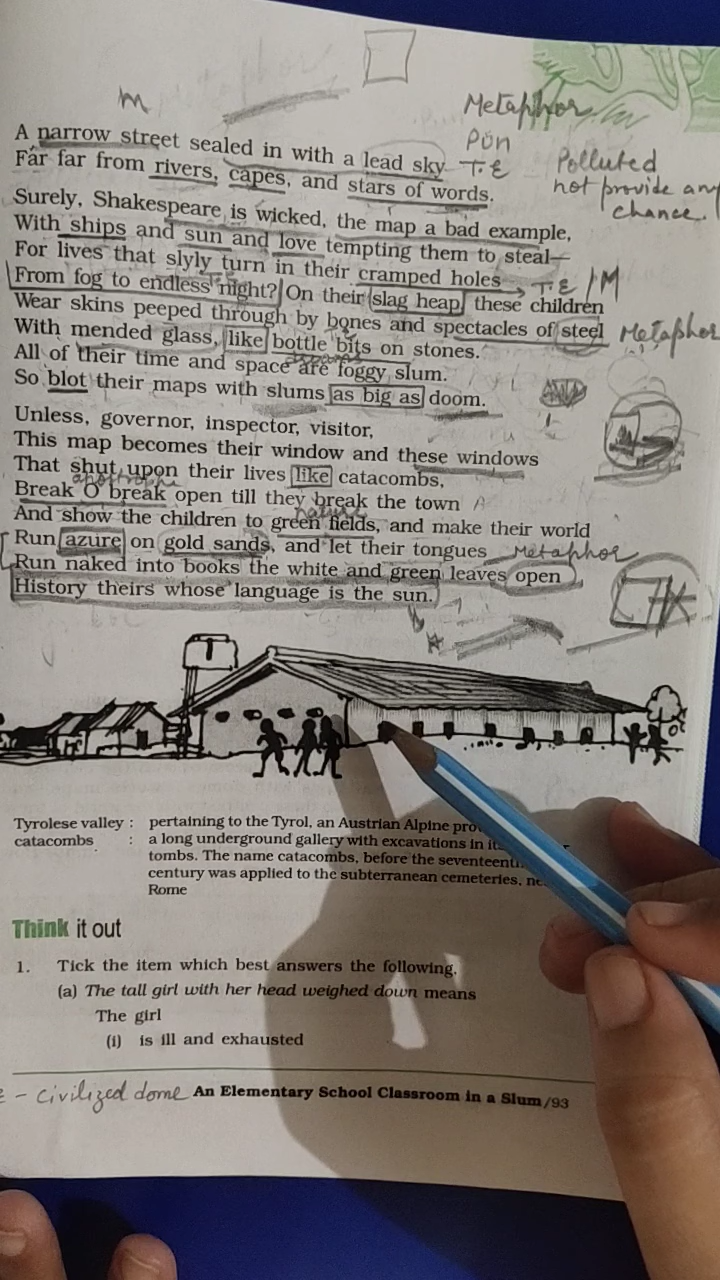 m
Metaphor
A narrow street sealed in with a lead sky
Pun
T.E
Polluted
not provide any
chance.
Far far from rivers, capes, and stars of words.
Surely, Shakespeare is wicked, the map a bad example,
With ships and sun and love tempting them to steal—
For lives that slyly turn in their cramped holes
T.E / M
From fog to endless night? On their slag heap, these children
Wear skins peeped through by bones and spectacles of steel
Metaphor
With mended glass, like bottle bits on stones.
All of their time and space are foggy slum.
So blot their maps with slums as big as doom.
Unless, governor, inspector, visitor,
This map becomes their window and these windows
That shut upon their lives like catacombs,
apostrophe
Break O break open till they break the town
nature
And show the children to green fields, and make their world
Run azure on gold sands, and let their tongues
Metaphor
Run naked into books the white and green leaves open
History theirs whose language is the sun.
Tyrolese valley : pertaining to the Tyrol, an Austrian Alpine
catacombs : a long underground gallery with excavations in
tombs. The name catacombs, before the
century was applied to the subterranean cemeteries,
Rome
Think it out
1. Tick the item which best answers the following.
(a) The tall girl with her head weighed down means
The girl
(i) is ill and exhausted
- civilized dome
An Elementary School Classroom in a Slum/93